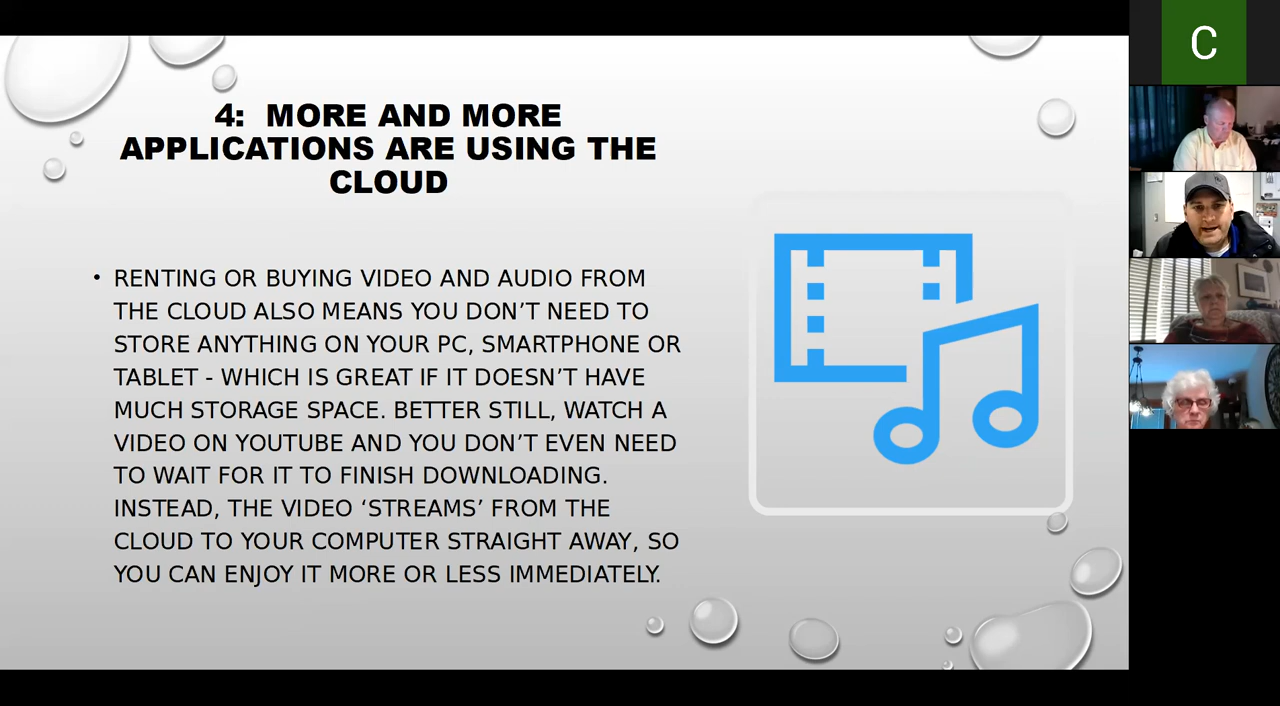 4:  MORE AND MORE
APPLICATIONS ARE USING THE
CLOUD
• RENTING OR BUYING VIDEO AND AUDIO FROM
THE CLOUD ALSO MEANS YOU DON’T NEED TO
STORE ANYTHING ON YOUR PC, SMARTPHONE OR
TABLET - WHICH IS GREAT IF IT DOESN’T HAVE
MUCH STORAGE SPACE. BETTER STILL, WATCH A
VIDEO ON YOUTUBE AND YOU DON’T EVEN NEED
TO WAIT FOR IT TO FINISH DOWNLOADING.
INSTEAD, THE VIDEO ‘STREAMS’ FROM THE
CLOUD TO YOUR COMPUTER STRAIGHT AWAY, SO
YOU CAN ENJOY IT MORE OR LESS IMMEDIATELY.
C